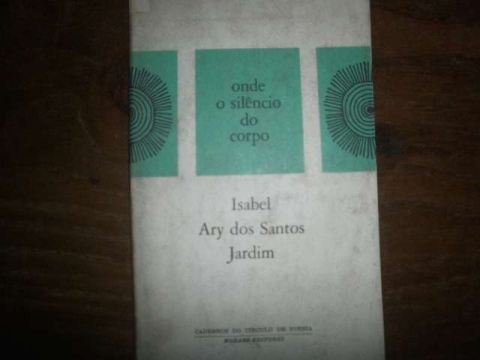 onde
o silêncio
do
corpo
Isabel
Ary dos Santos
Jardim
CADERNOS DO CÍRCULO DE POESIA
MORAES EDITORES